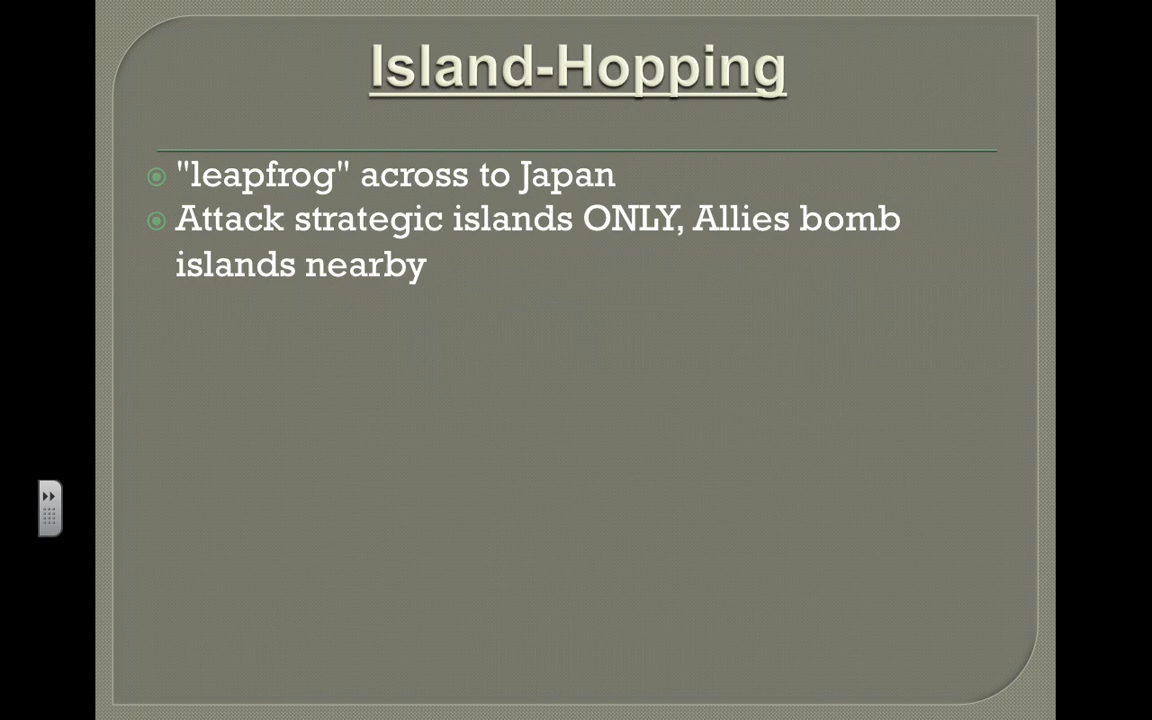 Island-Hopping
"leapfrog" across to Japan
Attack strategic islands ONLY, Allies bomb
islands nearby